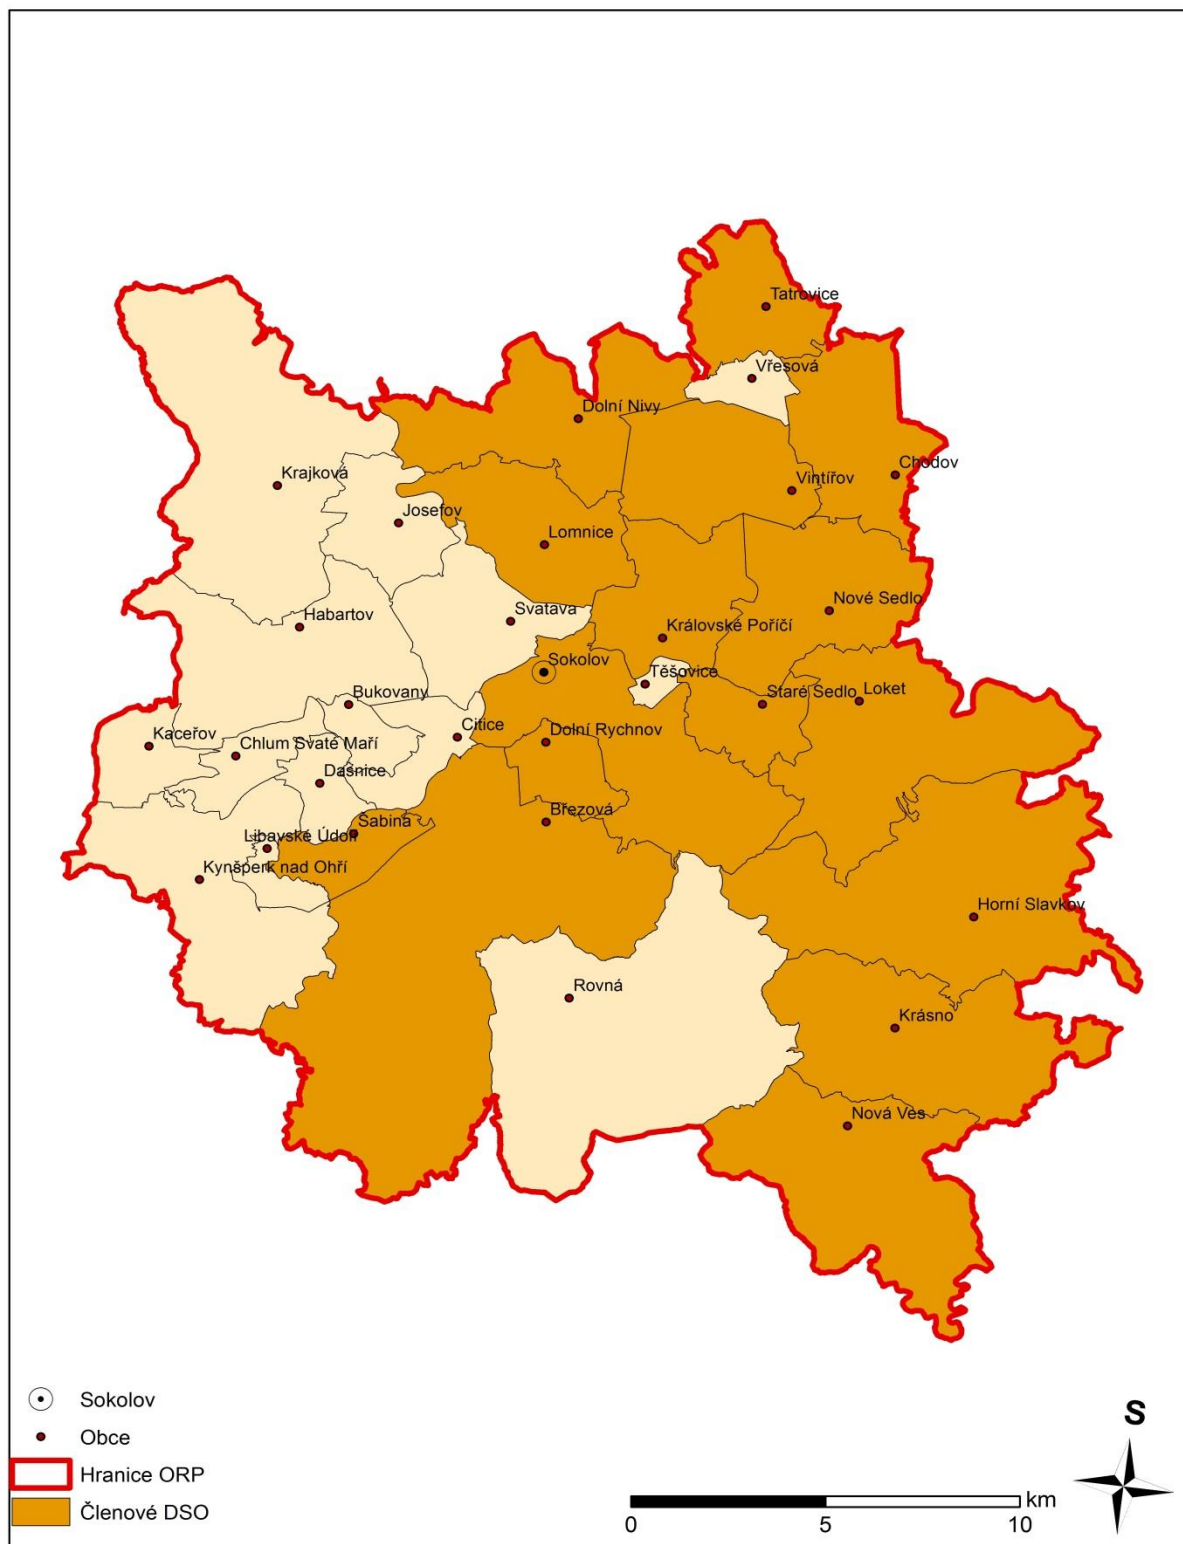 Tatrovice
Vřesová
Dolní Nivy
Chodov
Krajková
Vintířov
Josefov
Lomnice
Nové Sedlo
Habartov
Svatava
Královské Poříčí
Sokolov
Těšovice
Bukovany
Staré Sedlo
Loket
Kaceřov
Citice
Dolní Rychnov
Chlum Svaté Maří
Dasnice
Březová
Šabina
Libavské Údolí
Kynšperk nad Ohří
Horní Slavkov
Rovná
Krásno
Nová Ves
Sokolov
Obce
Hranice ORP
Členové DSO
S
km
0 5 10